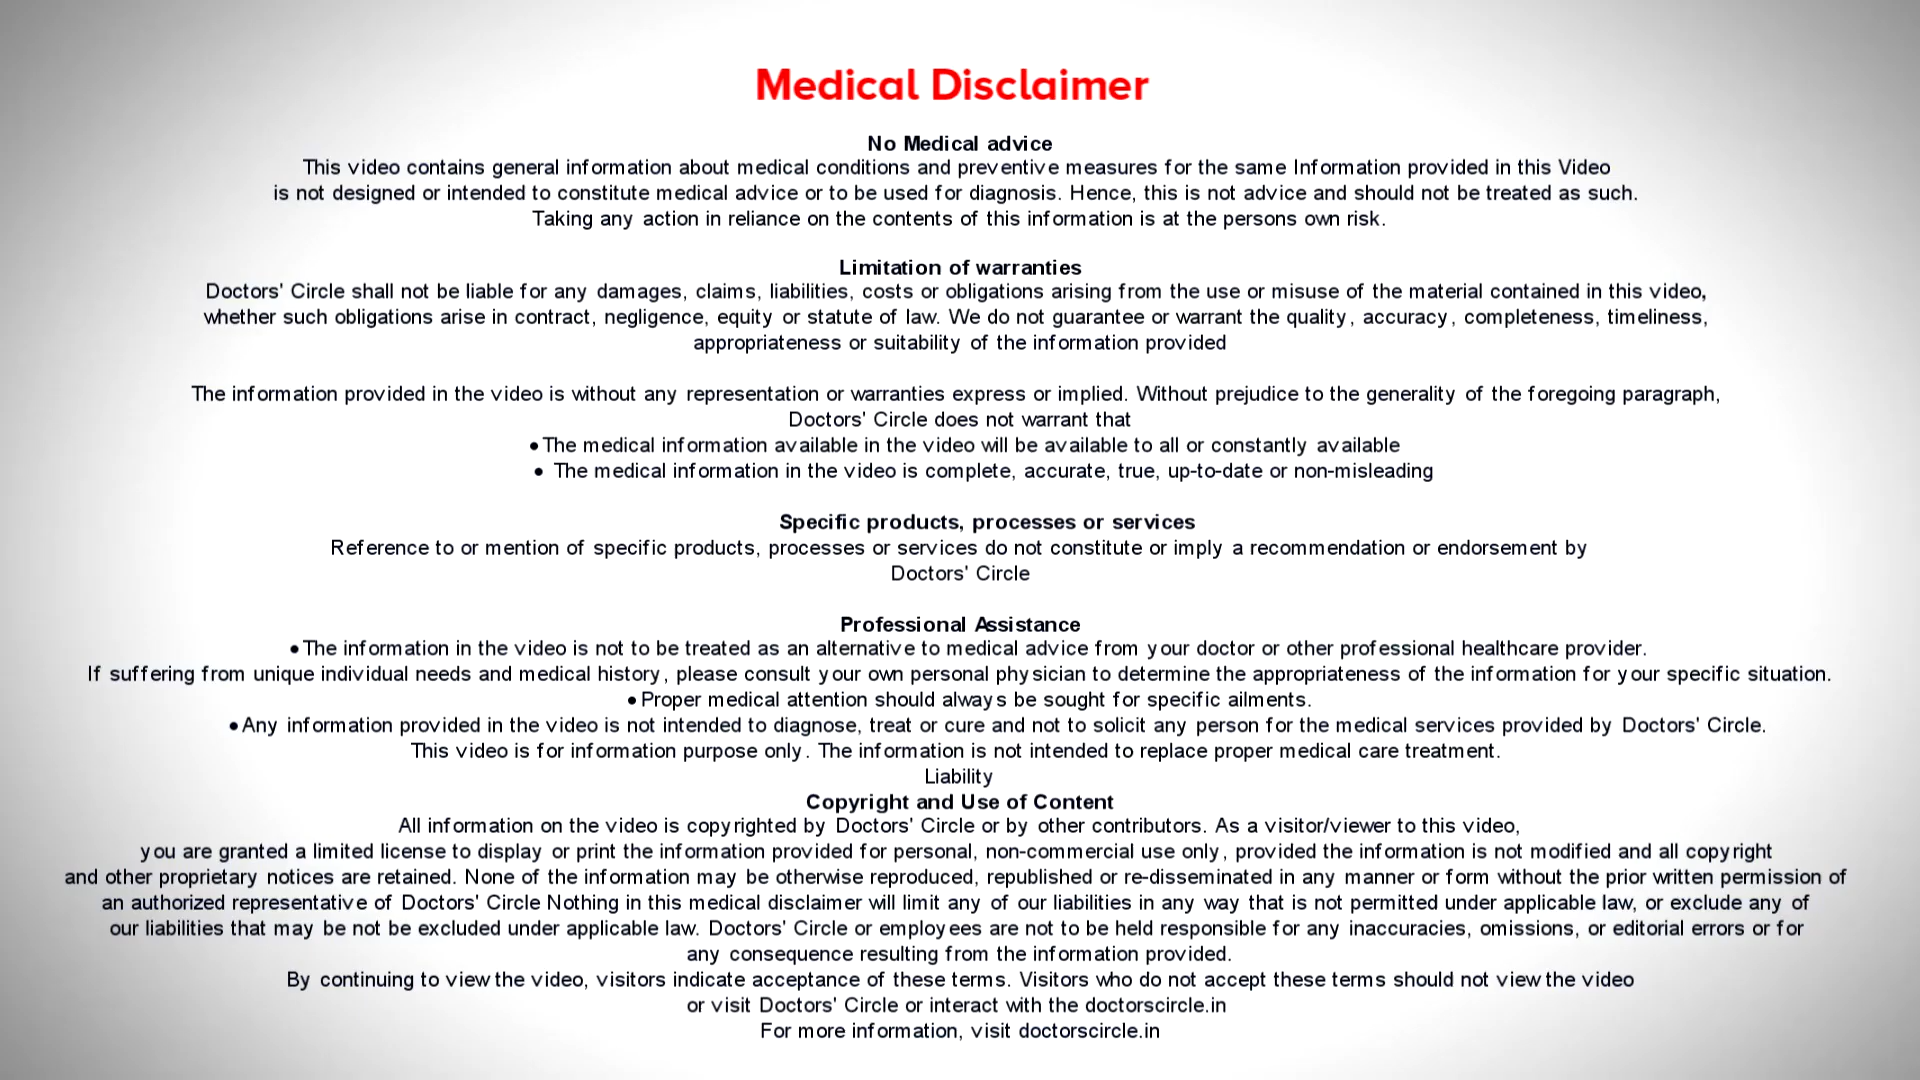 Medical Disclaimer
No Medical advice
This video contains general information about medical conditions and preventive measures for the same Information provided in this Video
is not designed or intended to constitute medical advice or to be used for diagnosis. Hence, this is not advice and should not be treated as such.
Taking any action in reliance on the contents of this information is at the persons own risk.
Limitation of warranties
Doctors' Circle shall not be liable for any damages, claims, liabilities, costs or obligations arising from the use or misuse of the material contained in this video,
whether such obligations arise in contract, negligence, equity or statute of law. We do not guarantee or warrant the quality, accuracy, completeness, timeliness,
appropriateness or suitability of the information provided
The information provided in the video is without any representation or warranties express or implied. Without prejudice to the generality of the foregoing paragraph,
Doctors' Circle does not warrant that
• The medical information available in the video will be available to all or constantly available
• The medical information in the video is complete, accurate, true, up-to-date or non-misleading
Specific products, processes or services
Reference to or mention of specific products, processes or services do not constitute or imply a recommendation or endorsement by
Doctors' Circle
Professional Assistance
• The information in the video is not to be treated as an alternative to medical advice from your doctor or other professional healthcare provider.
If suffering from unique individual needs and medical history, please consult your own personal physician to determine the appropriateness of the information for your specific situation.
• Proper medical attention should always be sought for specific ailments.
• Any information provided in the video is not intended to diagnose, treat or cure and not to solicit any person for the medical services provided by Doctors' Circle.
This video is for information purpose only. The information is not intended to replace proper medical care treatment.
Liability
Copyright and Use of Content
All information on the video is copyrighted by Doctors' Circle or by other contributors. As a visitor/viewer to this video,
you are granted a limited license to display or print the information provided for personal, non-commercial use only, provided the information is not modified and all copyright
and other proprietary notices are retained. None of the information may be otherwise reproduced, republished or re-disseminated in any manner or form without the prior written permission of
an authorized representative of Doctors' Circle Nothing in this medical disclaimer will limit any of our liabilities in any way that is not permitted under applicable law, or exclude any of
our liabilities that may be not be excluded under applicable law. Doctors' Circle or employees are not to be held responsible for any inaccuracies, omissions, or editorial errors or for
any consequence resulting from the information provided.
By continuing to view the video, visitors indicate acceptance of these terms. Visitors who do not accept these terms should not view the video
or visit Doctors' Circle or interact with the doctorscircle.in
For more information, visit doctorscircle.in